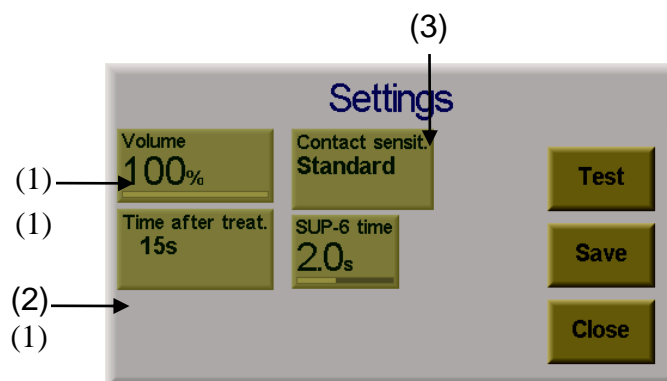 (3)
Settings
Volume
100%
Contact sensit.
Standard
Test
(1)
(1)
Time after treat.
15s
SUP-6 time
2.0s
Save
(2)
(1)
Close